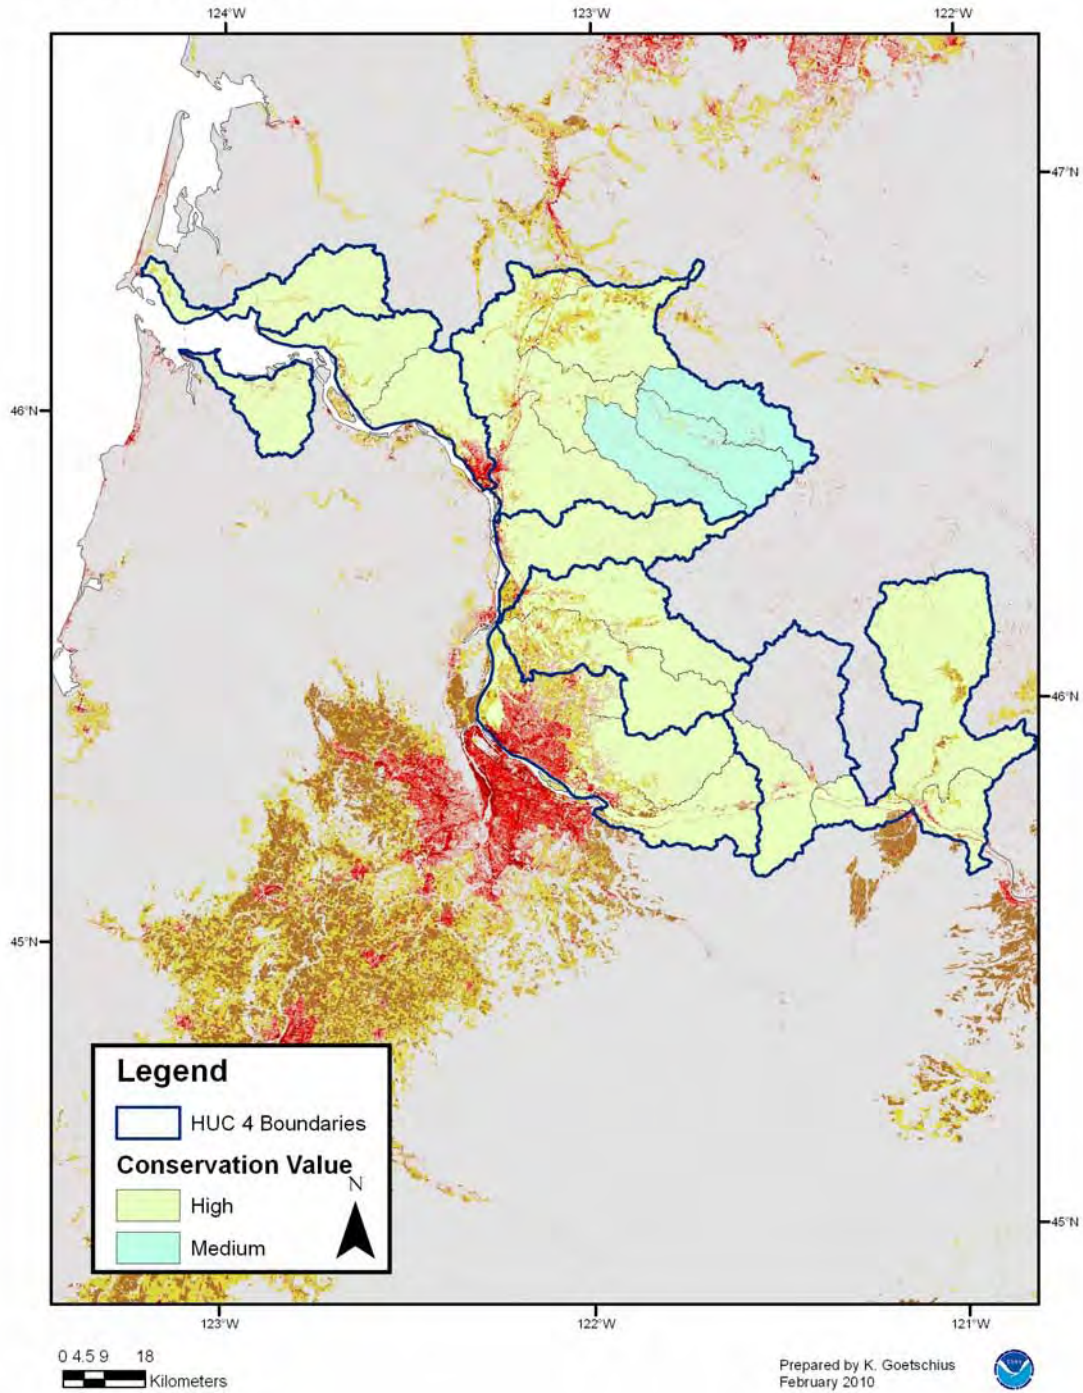 124°W 123°W 122°W
47°N
46°N
46°N
45°N
45°N
Legend
HUC 4 Boundaries
Conservation Value
N
High
Medium
123°W 122°W 121°W
0 4.5 9 18
Kilometers
Prepared by K. Goetschius
February 2010